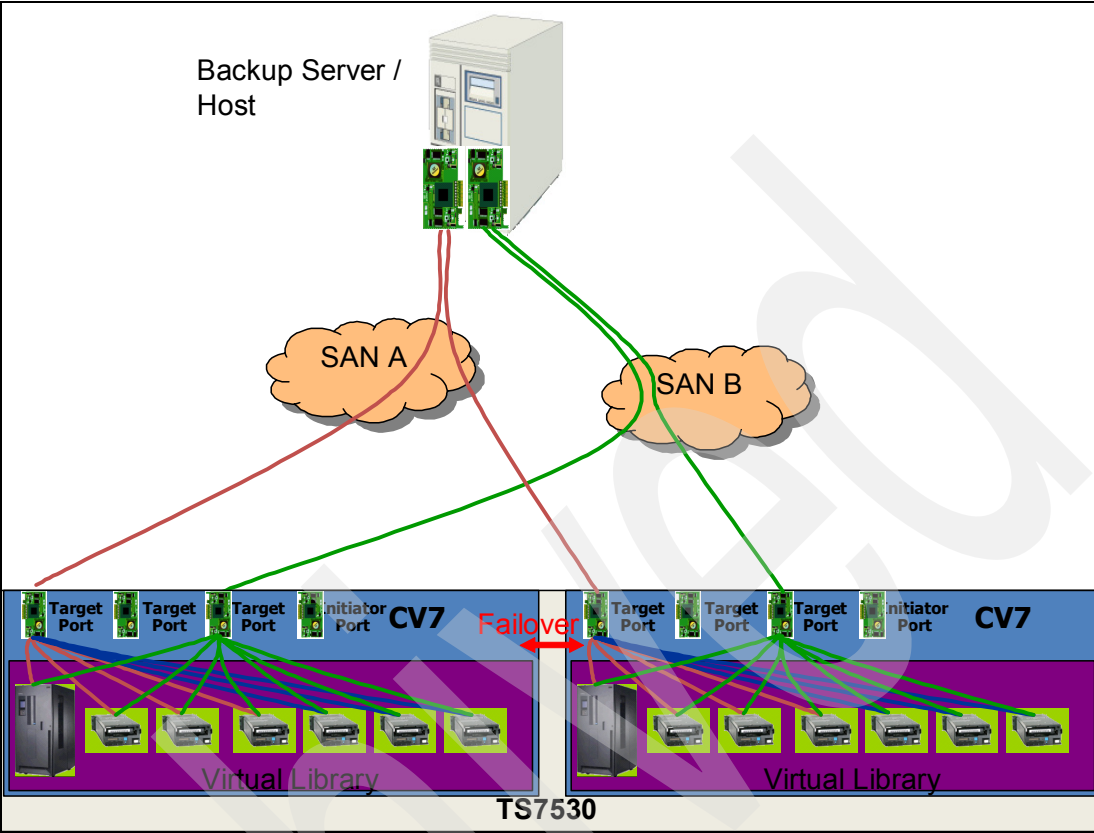 Backup Server /
Host
SAN A
SAN B
Target
Port
Target
Port
Target
Port
Initiator
Port
CV7
Failover
Target
Port
Target
Port
Target
Port
Initiator
Port
CV7
Virtual Library
Virtual Library
TS7530